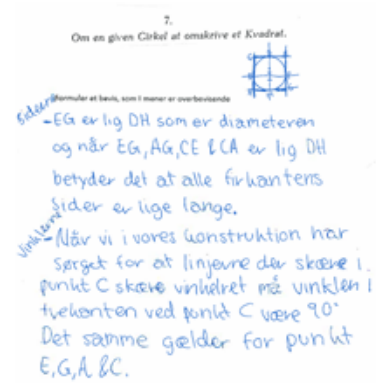 7.
Om en given Cirkel at omskrive et Kvadrat.
Formuler et bevis, som I mener er overbevisende
Siderne
- EG er lig DH som er diameteren
og når EG, AG, CE & CA er lig DH
betyder det at alle firkantens
sider er lige lange.
Vinklerne
- Når vi i vores konstruktion har
sørget for at linjerne der skære i
punkt C skære vinkelret må vinklen i
trekanten ved punkt C være 90°
Det samme gælder for punkt
E, G, A & C.